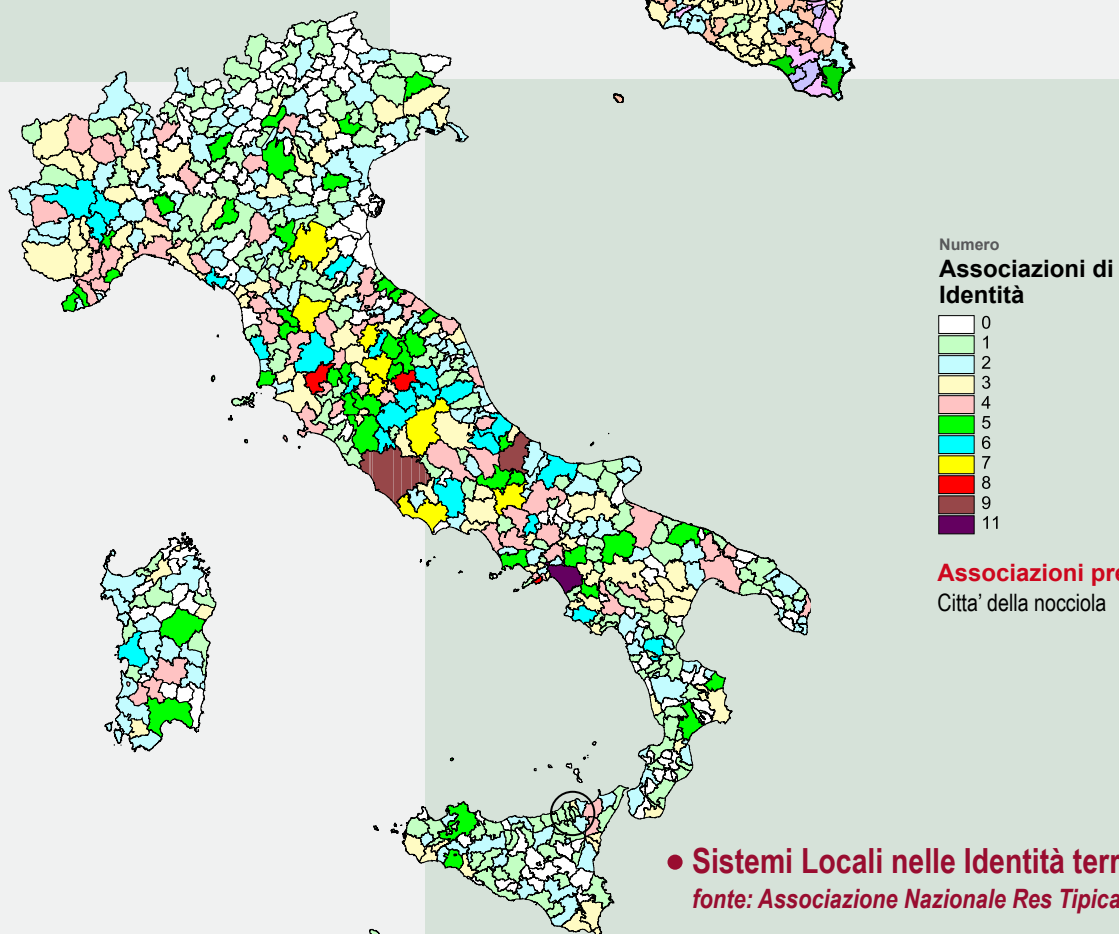 Numero
Associazioni di
Identità
0
1
2
3
4
5
6
7
8
9
11
Associazioni pre
Citta' della nocciola
• Sistemi Locali nelle Identità terr
fonte: Associazione Nazionale Res Tipica